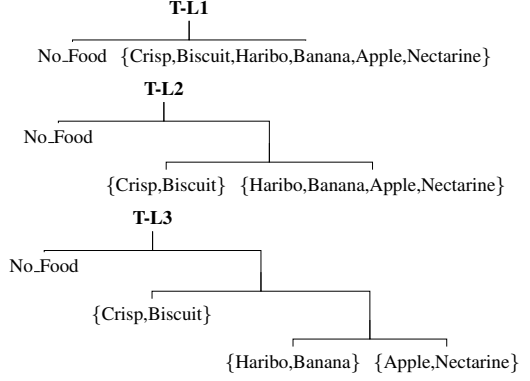 T-L1
No_Food {Crisp,Biscuit,Haribo,Banana,Apple,Nectarine}
T-L2
No_Food
{Crisp,Biscuit} {Haribo,Banana,Apple,Nectarine}
T-L3
No_Food
{Crisp,Biscuit}
{Haribo,Banana} {Apple,Nectarine}